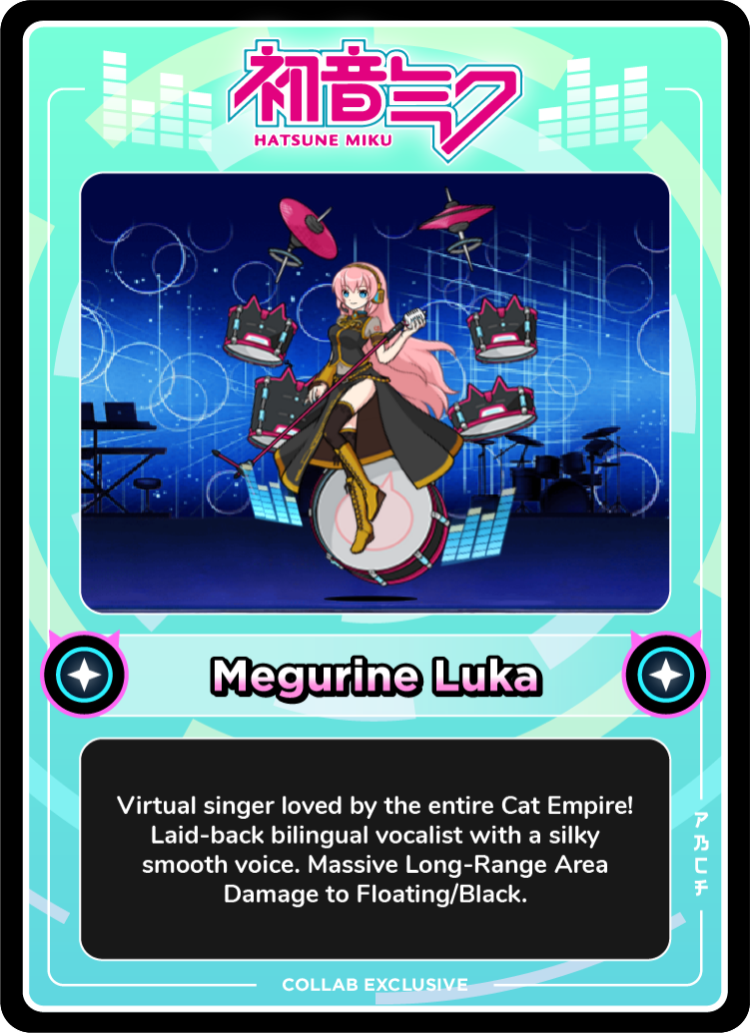 初音ミク
HATSUNE MIKU
Megurine Luka
Virtual singer loved by the entire Cat Empire!
Laid-back bilingual vocalist with a silky
smooth voice. Massive Long-Range Area
Damage to Floating/Black.
ア乃匚チ
COLLAB EXCLUSIVE